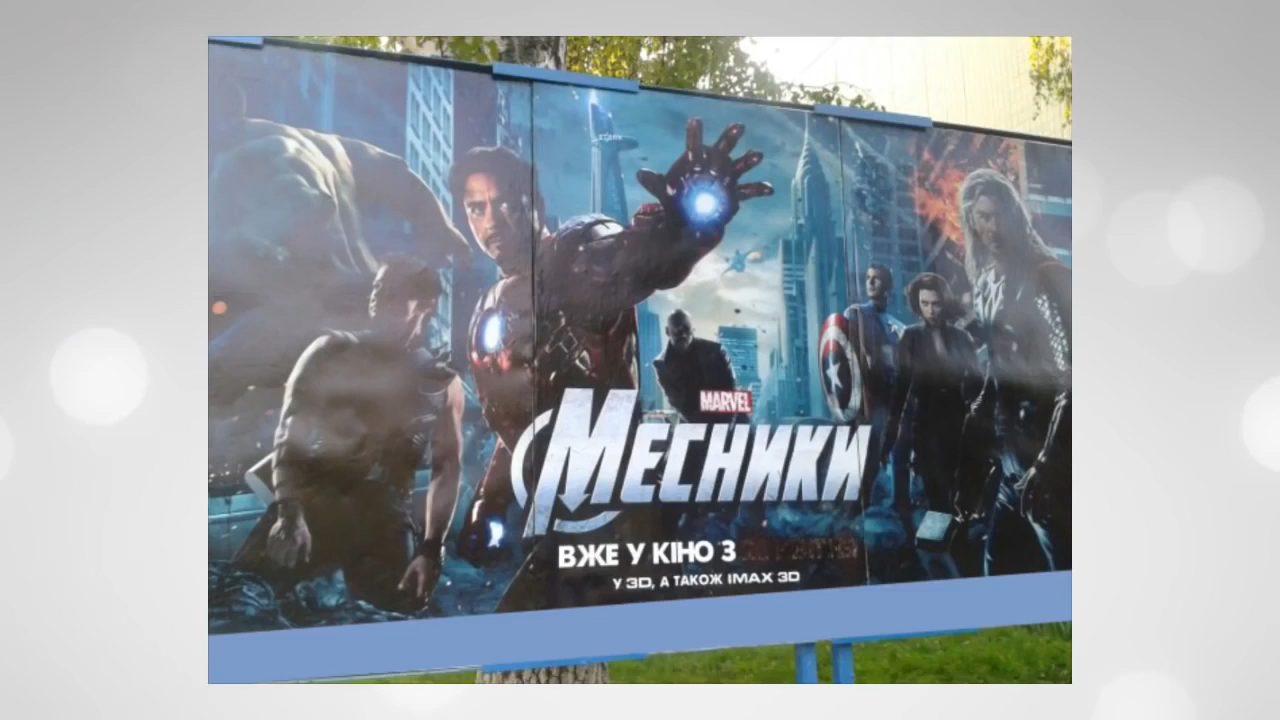 MARVEL
МЕСНИКИ
ВЖЕ У КІНО З
У 3D, А ТАКОЖ IMAX 3D